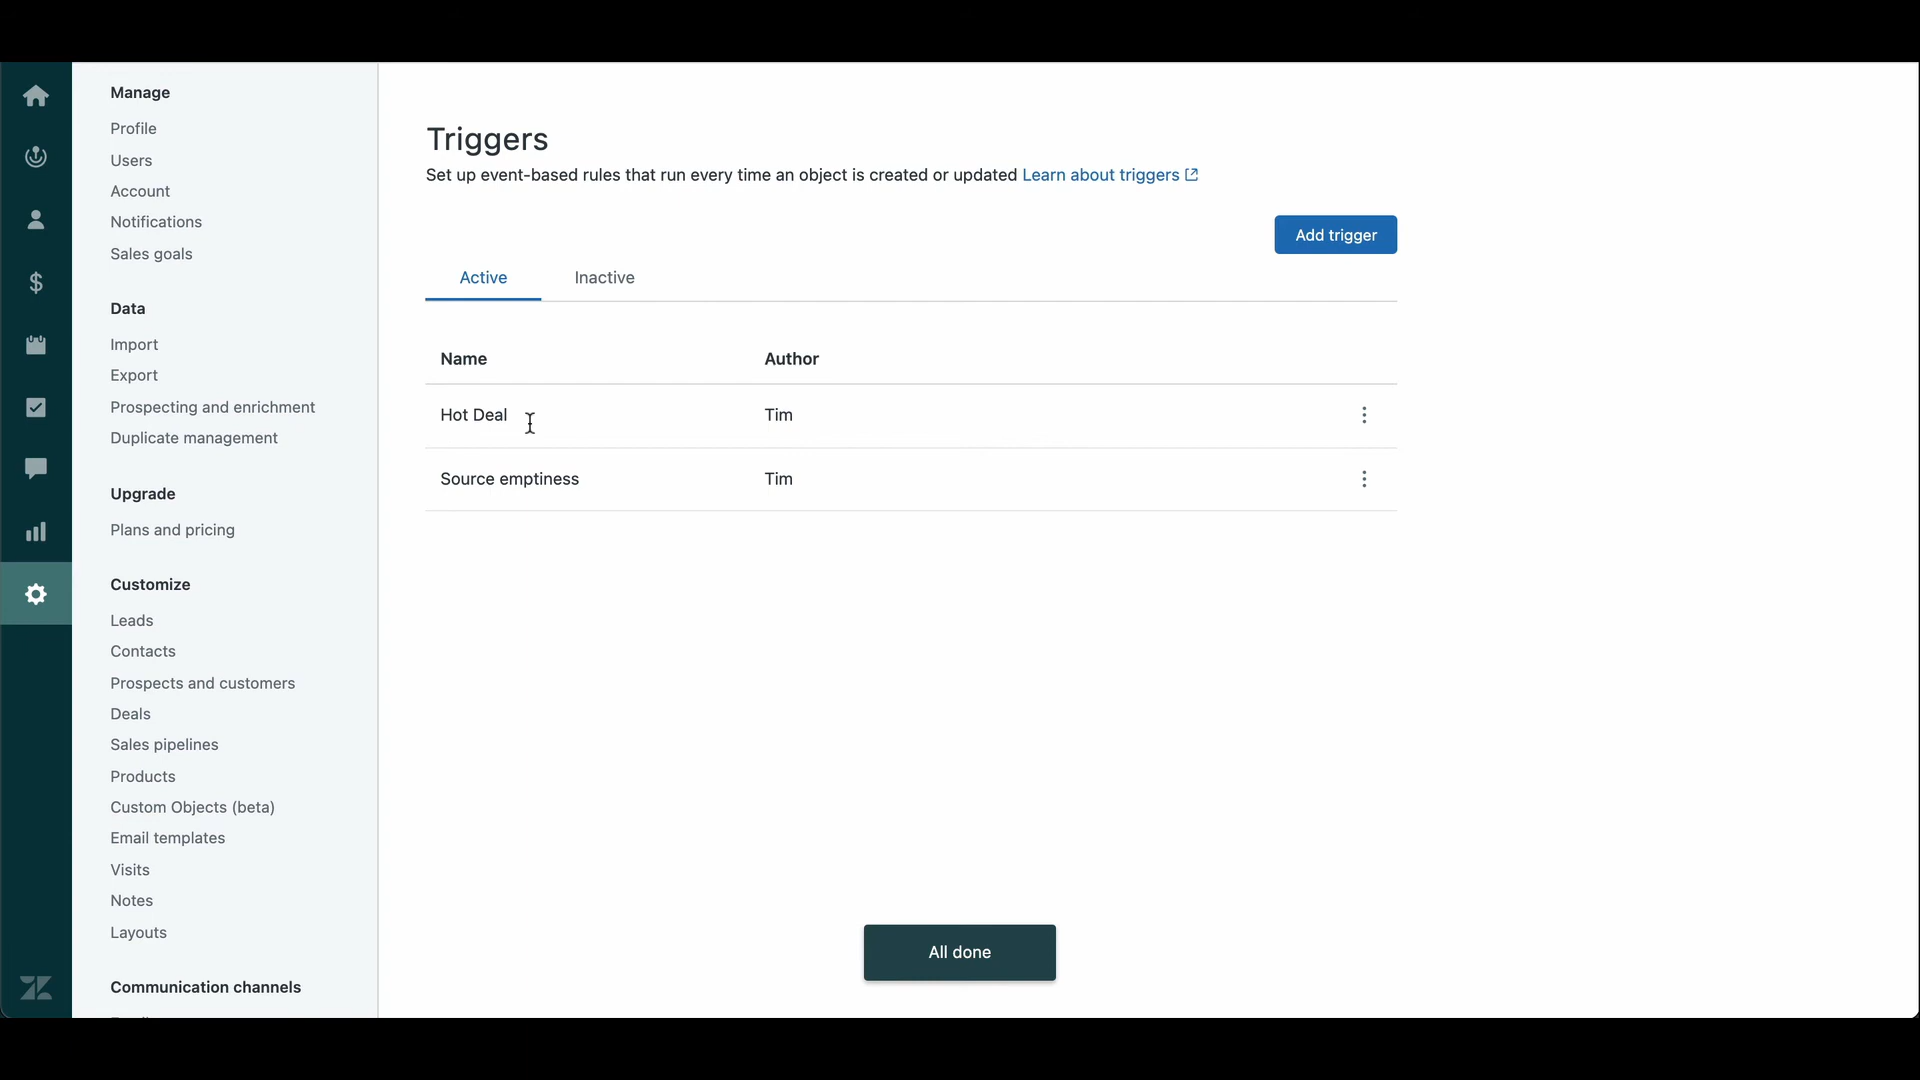 Manage
Profile
Users
Account
Notifications
Sales goals
Data
Import
Export
Prospecting and enrichment
Duplicate management
Upgrade
Plans and pricing
Customize
Leads
Contacts
Prospects and customers
Deals
Sales pipelines
Products
Custom Objects (beta)
Email templates
Visits
Notes
Layouts
Communication channels
Triggers
Set up event-based rules that run every time an object is created or updated Learn about triggers
Add trigger
Active Inactive
Name Author
Hot Deal Tim
Source emptiness Tim
All done